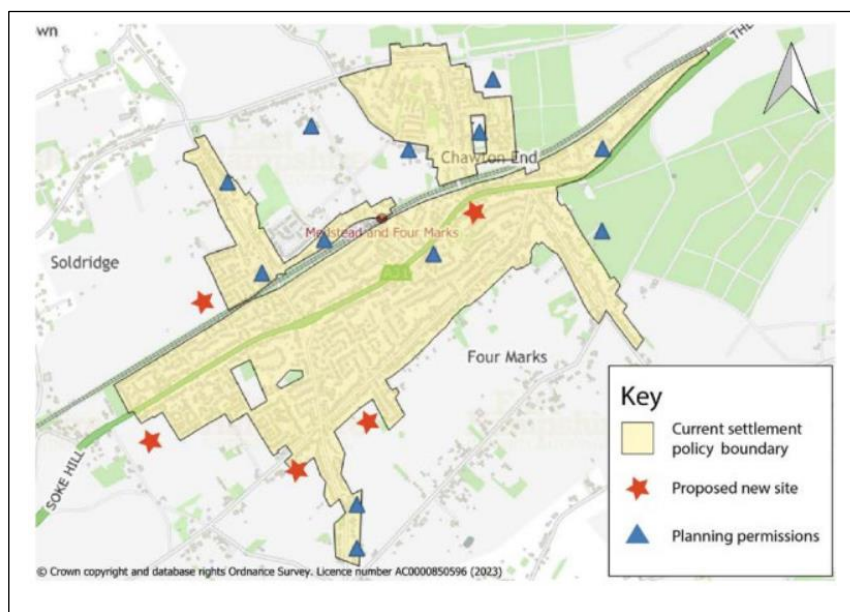 wn
THE
Chawton End
Medstead and Four Marks
A31
Soldridge
Four Marks
SOKE HILL
Key
Current settlement
policy boundary
Proposed new site
Planning permissions
© Crown copyright and database rights Ordnance Survey. Licence number AC0000850596 (2023)